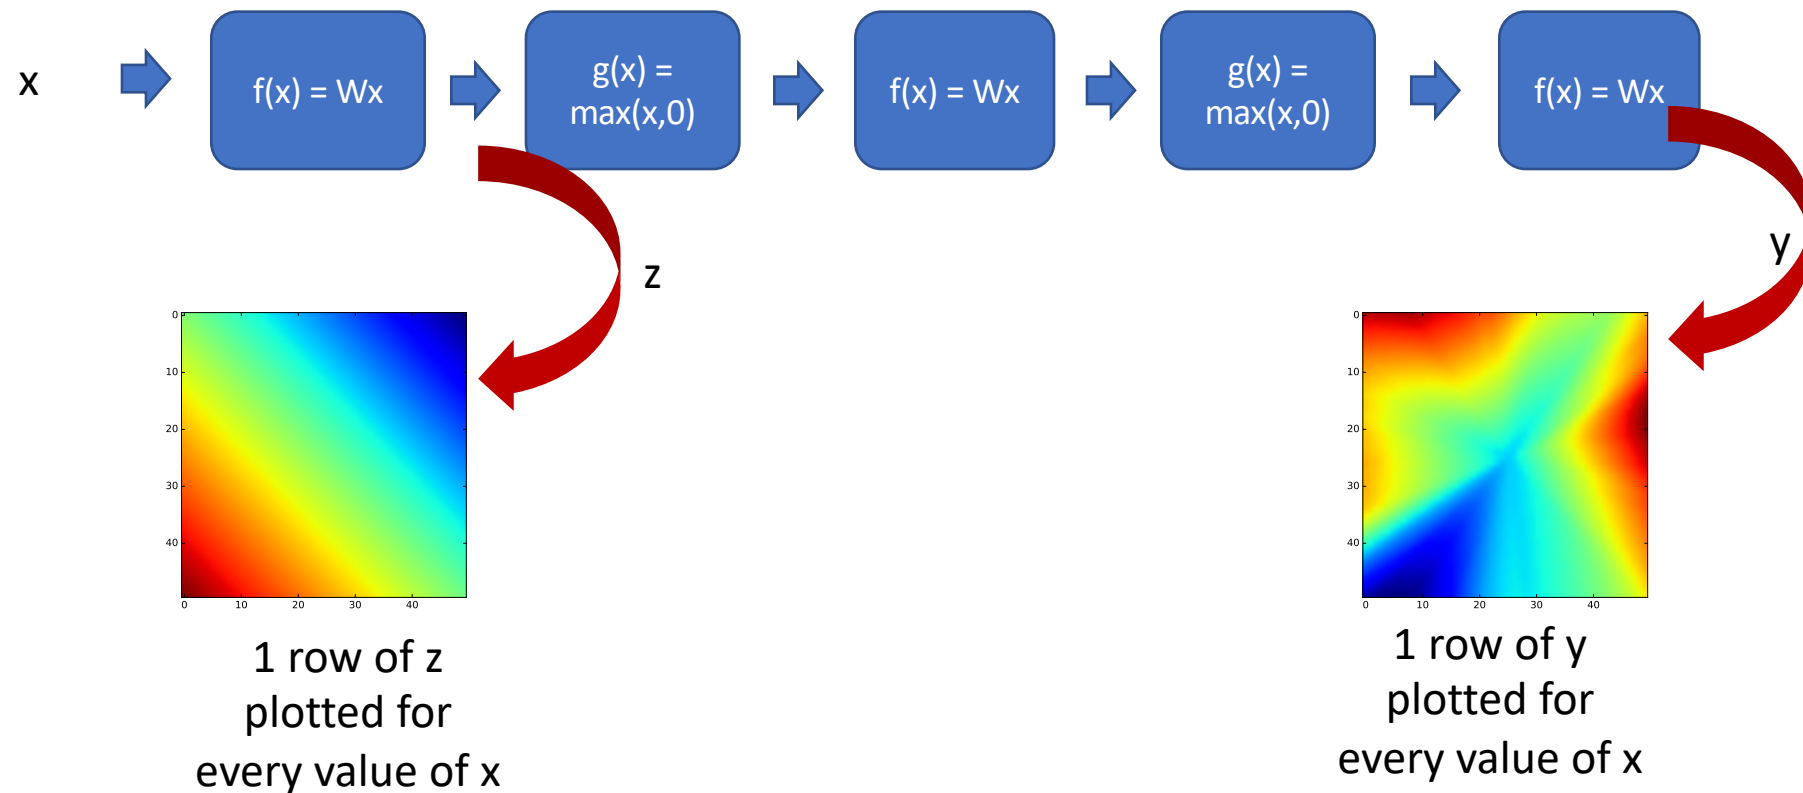 x
f(x) = Wx
g(x) =
max(x,0)
f(x) = Wx
g(x) =
max(x,0)
f(x) = Wx
z
y
0
10
20
30
40
0 10 20 30 40
1 row of z
plotted for
every value of x
0
10
20
30
40
0 10 20 30 40
1 row of y
plotted for
every value of x